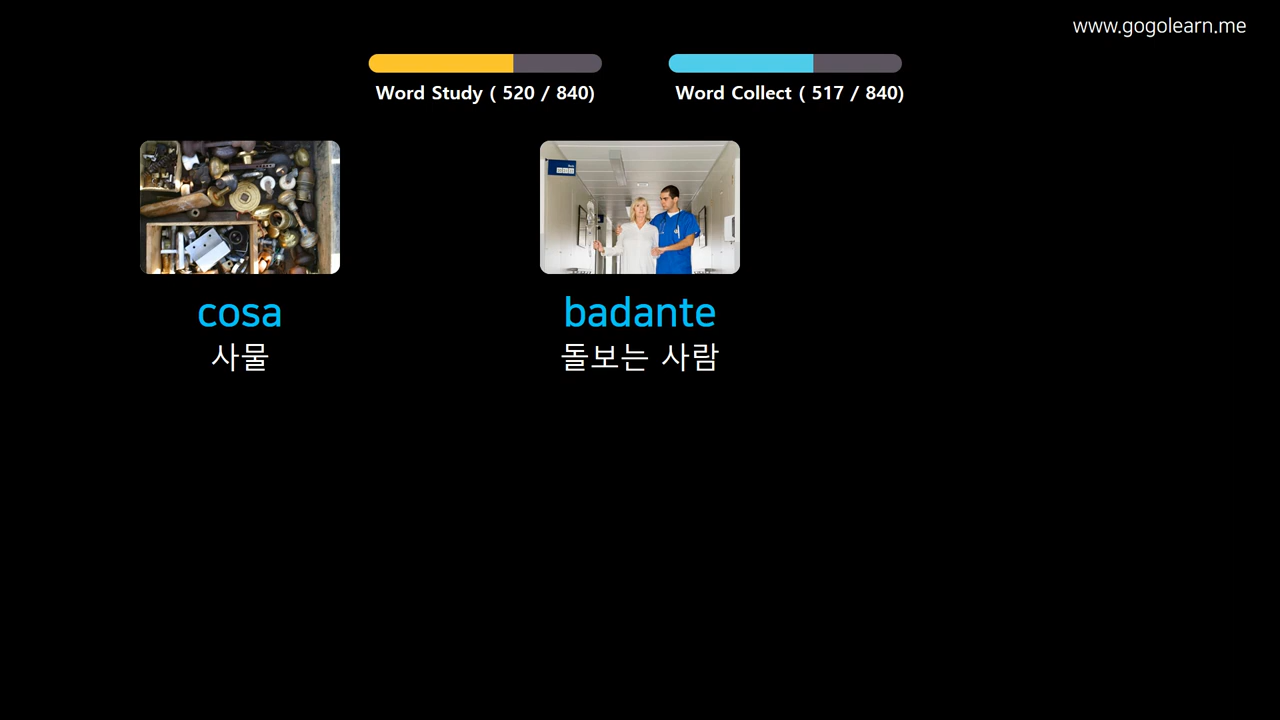 www.gogolearn.me
Word Study ( 520 / 840)
Word Collect ( 517 / 840)
cosa
사물
badante
돌보는 사람